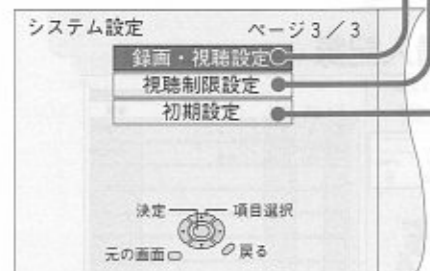 システム設定 ページ3／3
録画・視聴設定
視聴制限設定
初期設定
決定 項目選択
元の画面 戻る